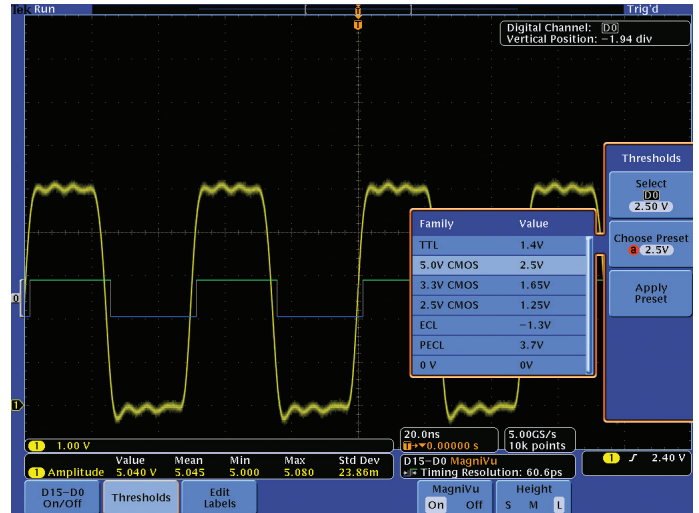 Tek Run
Trig'd
Digital Channel: D0
Vertical Position: −1.94 div
Thresholds
Select
D0
2.50 V
Choose Preset
a 2.5V
Apply
Preset
Family Value
TTL 1.4V
5.0V CMOS 2.5V
3.3V CMOS 1.65V
2.5V CMOS 1.25V
ECL −1.3V
PECL 3.7V
0 V 0V
0
1
1 1.00 V
20.0ns
T→▼0.00000 s
5.00GS/s
10k points
Value Mean Min Max Std Dev
1 Amplitude 5.040 V 5.045 5.000 5.080 23.86m
D15−D0 MagniVu
Timing Resolution: 60.6ps
1 2.40 V
D15−D0
On/Off
Thresholds
Edit
Labels
MagniVu
On Off
Height
S M L